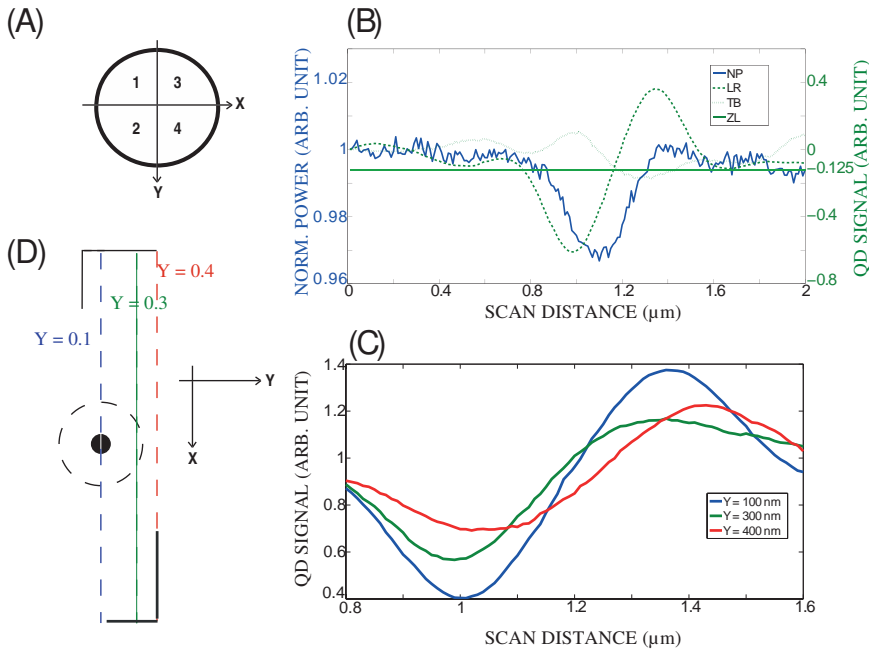 (A)
1 3
2 4
X
Y
(B)
NORM. POWER (ARB. UNIT)
1.02
1
0.98
0.96
0 0.4 0.8 1.2 1.6 2
SCAN DISTANCE (µm)
NP
LR
TB
ZL
0.4
0
−0.125
−0.4
−0.8
QD SIGNAL (ARB. UNIT)
(D)
Y = 0.4
Y = 0.3
Y = 0.1
Y
X
(C)
QD SIGNAL (ARB. UNIT)
1.4
1.2
1
0.8
0.6
0.4
0.8 1 1.2 1.4 1.6
SCAN DISTANCE (µm)
Y = 100 nm
Y = 300 nm
Y = 400 nm